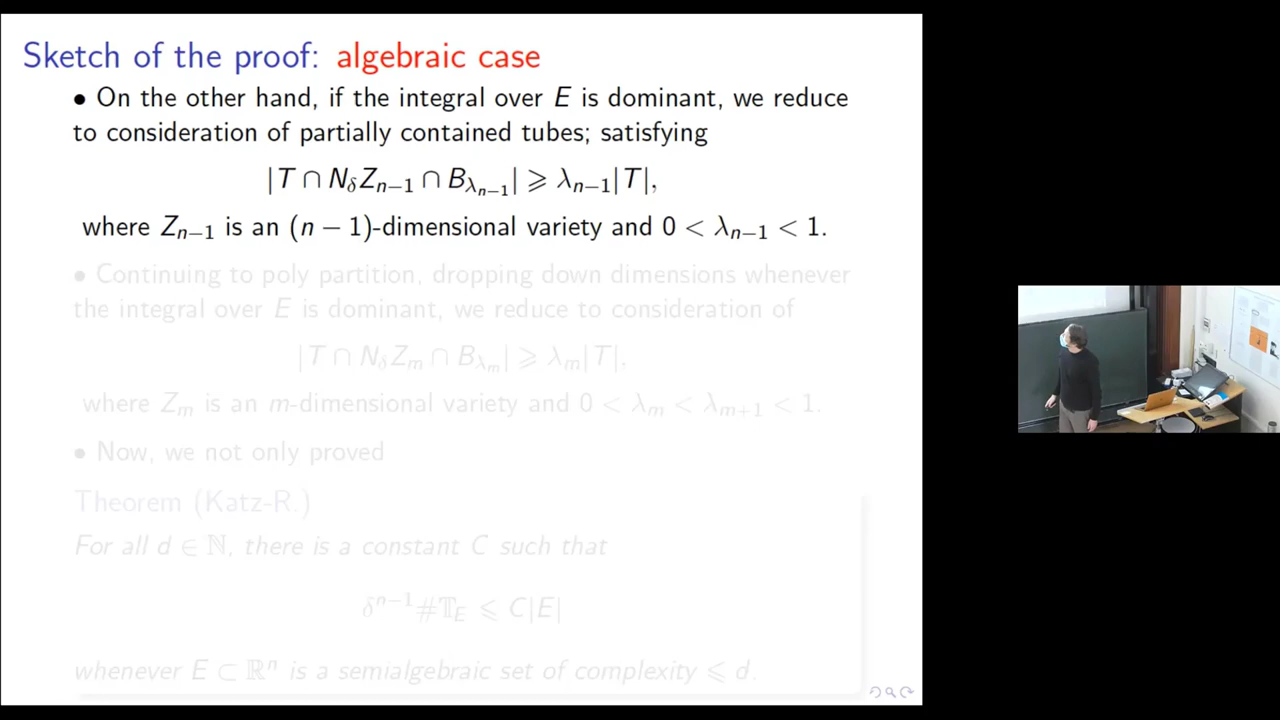 Sketch of the proof: algebraic case
• On the other hand, if the integral over E is dominant, we reduce
to consideration of partially contained tubes; satisfying
|T ∩ N_δ Z_{n−1} ∩ B_{λ_{n−1}}| ⩾ λ_{n−1}|T|,
where Z_{n−1} is an (n − 1)-dimensional variety and 0 < λ_{n−1} < 1.
• Continuing to poly partition, dropping down dimensions whenever
the integral over E is dominant, we reduce to consideration of
|T ∩ N_δ Z_m ∩ B_{λ_m}| ⩾ λ_m|T|.
where Z_m is an m-dimensional variety and 0 < λ_m < λ_{m+1} < 1.
• Now, we not only proved
Theorem (Katz-R.)
For all d ∈ ℕ, there is a constant C such that
δ^{n−1}#𝕋_E ⩽ C|E|
whenever E ⊂ ℝ^n is a semialgebraic set of complexity ⩽ d.